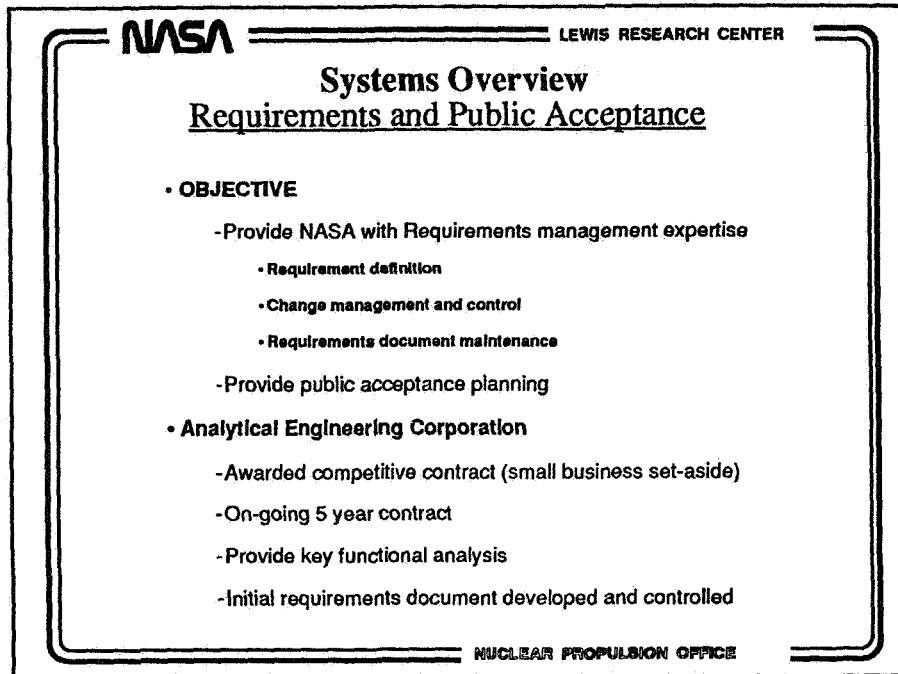 NASA
LEWIS RESEARCH CENTER
Systems Overview
Requirements and Public Acceptance
• OBJECTIVE
-Provide NASA with Requirements management expertise
• Requirement definition
• Change management and control
• Requirements document maintenance
-Provide public acceptance planning
• Analytical Engineering Corporation
-Awarded competitive contract (small business set-aside)
-On-going 5 year contract
-Provide key functional analysis
-Initial requirements document developed and controlled
NUCLEAR PROPULSION OFFICE